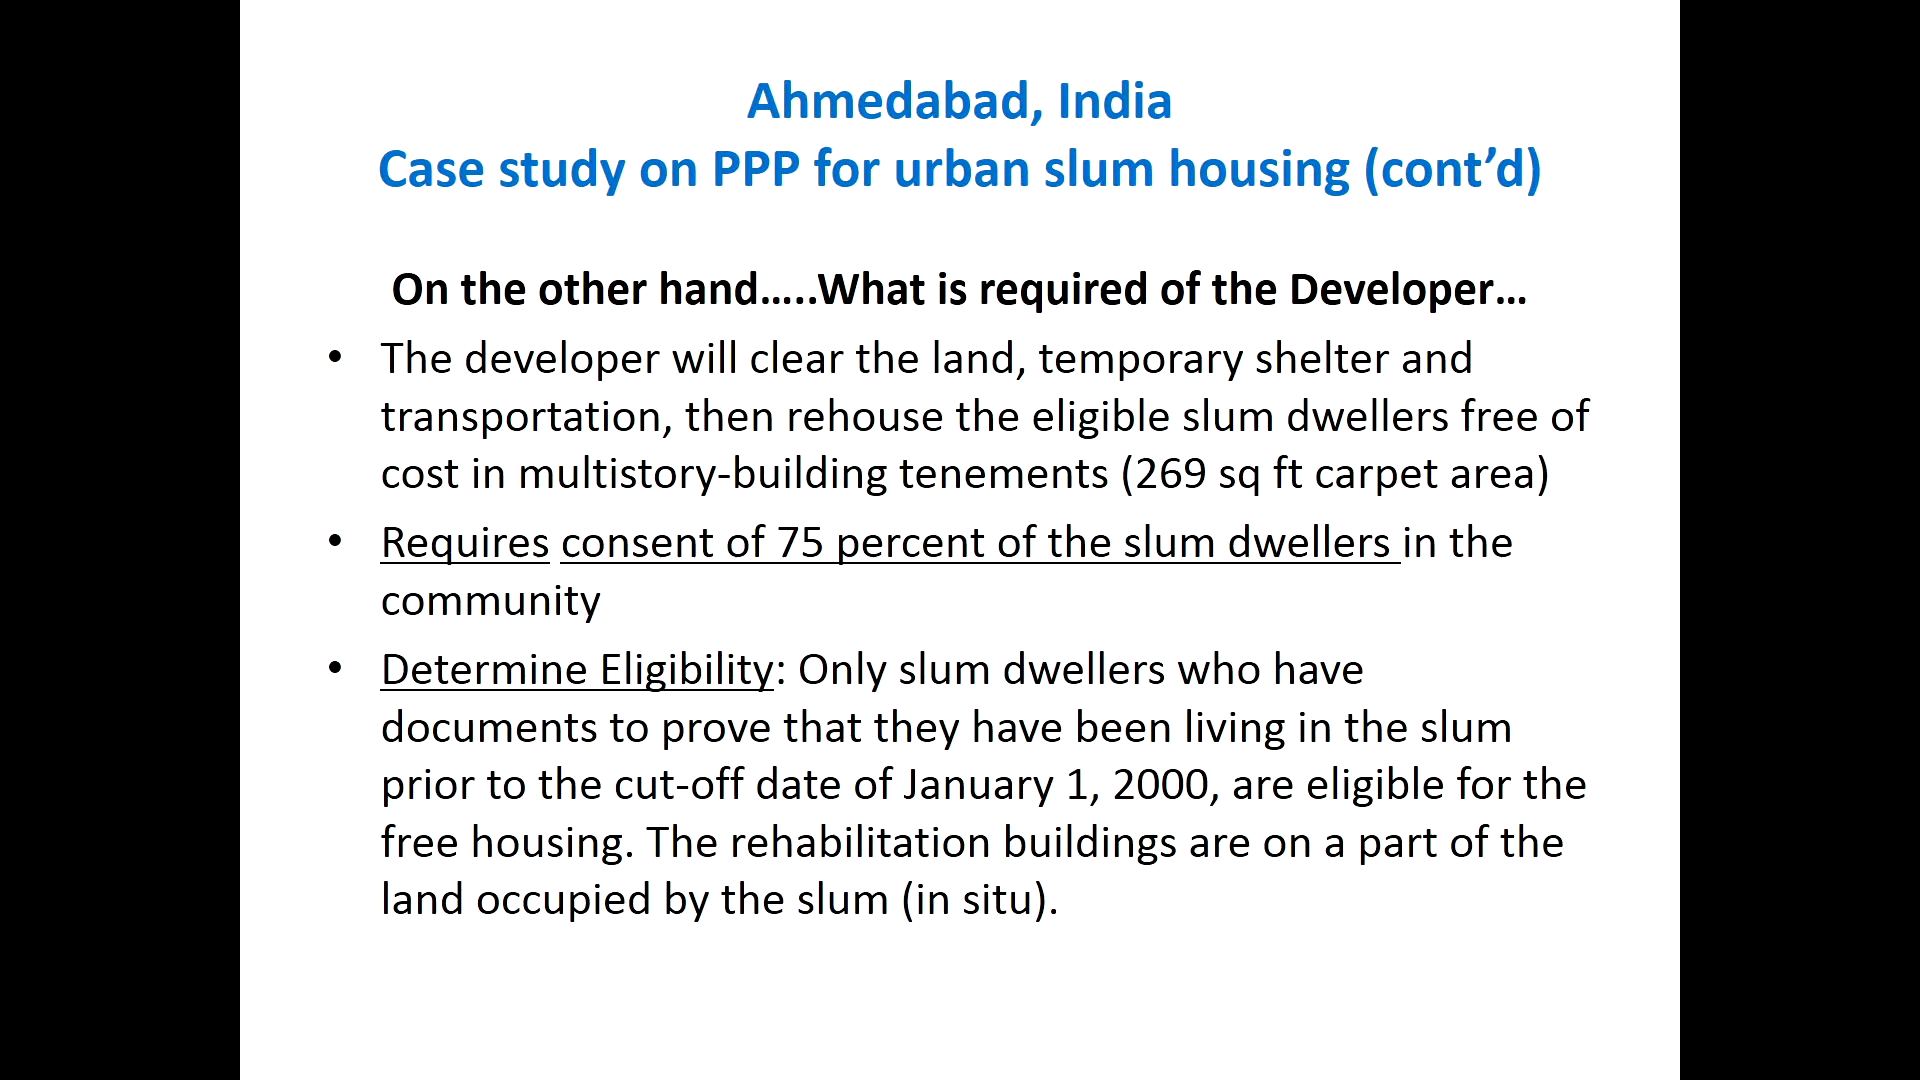 Ahmedabad, India
Case study on PPP for urban slum housing (cont’d)
On the other hand…..What is required of the Developer…
• The developer will clear the land, temporary shelter and
transportation, then rehouse the eligible slum dwellers free of
cost in multistory-building tenements (269 sq ft carpet area)
• Requires consent of 75 percent of the slum dwellers in the
community
• Determine Eligibility: Only slum dwellers who have
documents to prove that they have been living in the slum
prior to the cut-off date of January 1, 2000, are eligible for the
free housing. The rehabilitation buildings are on a part of the
land occupied by the slum (in situ).